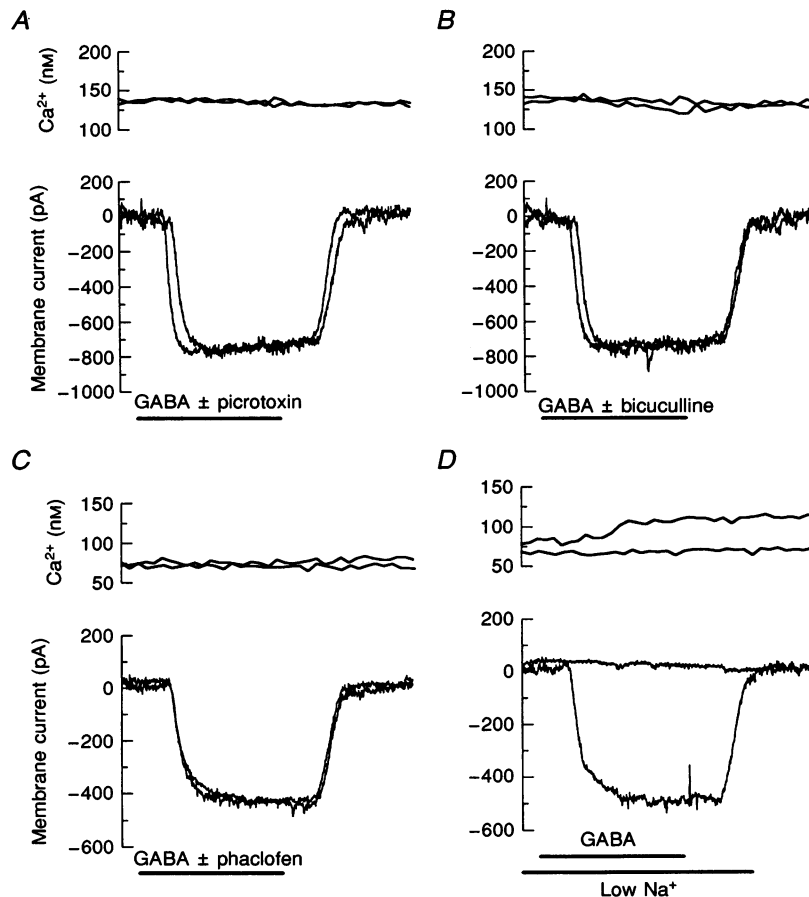 A
Ca²⁺ (nM)
200
150
100
Membrane current (pA)
200
0
−200
−400
−600
−800
−1000
GABA ± picrotoxin
B
200
150
100
200
0
−200
−400
−600
−800
−1000
GABA ± bicuculline
C
Ca²⁺ (nM)
150
100
50
Membrane current (pA)
200
0
−200
−400
−600
GABA ± phaclofen
D
150
100
50
200
0
−200
−400
−600
GABA
Low Na⁺